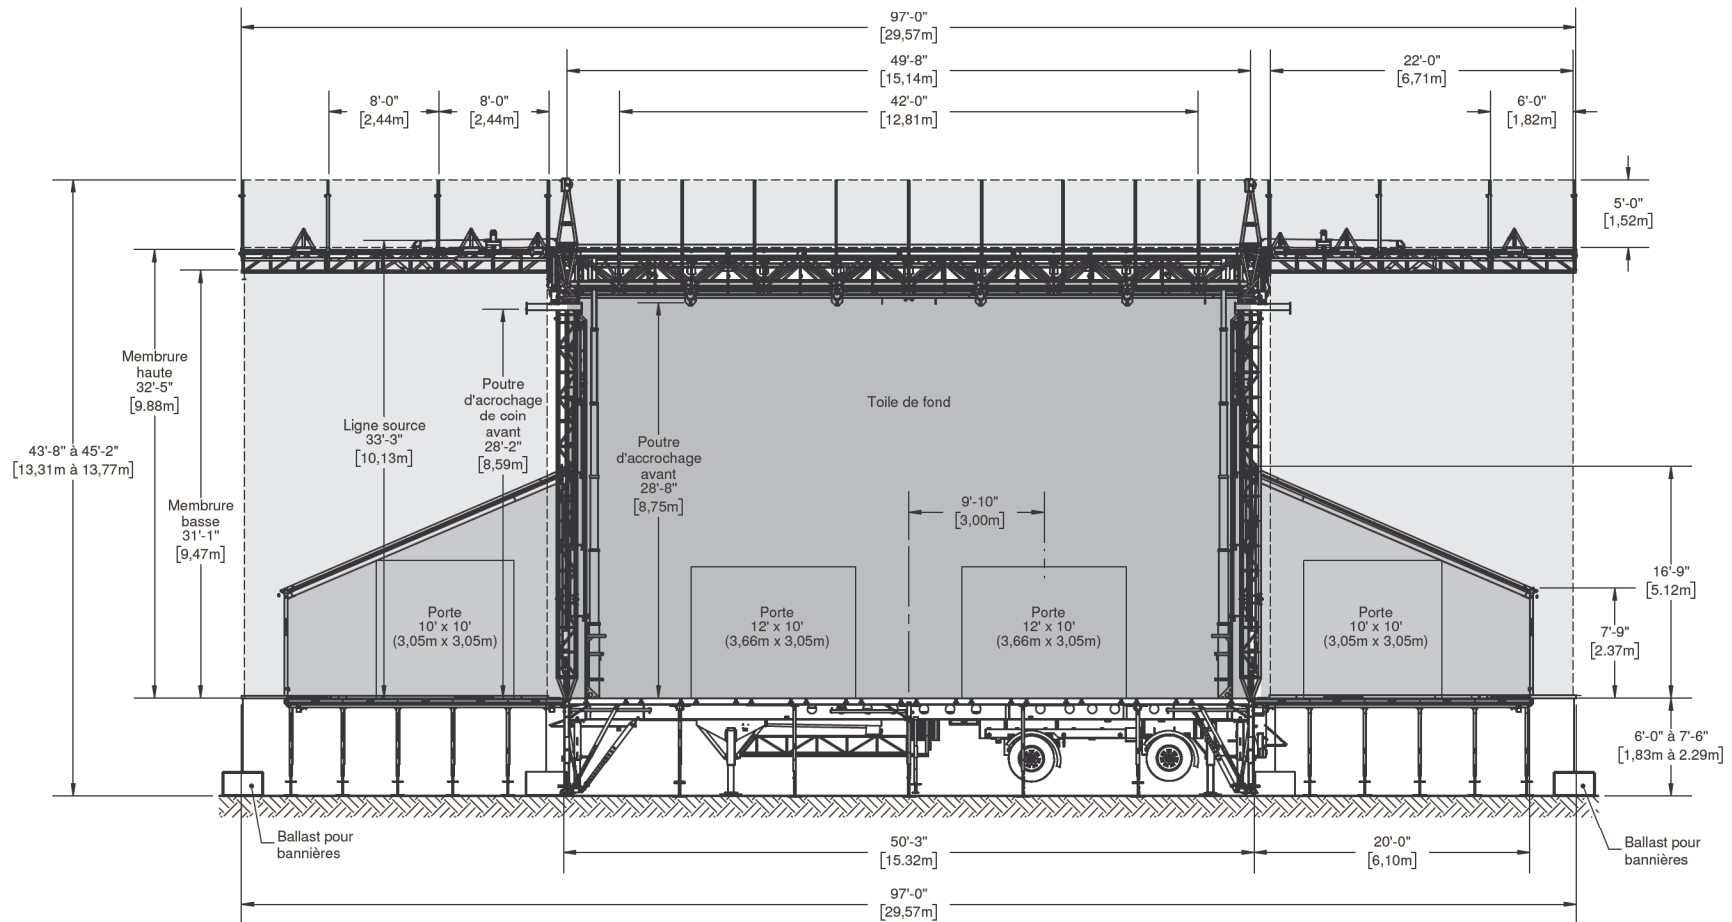 97'-0"
[29,57m]
49'-8"
[15,14m]
22'-0"
[6,71m]
8'-0"
[2,44m]
8'-0"
[2,44m]
42'-0"
[12,81m]
6'-0"
[1,82m]
5'-0"
[1,52m]
Membrure
haute
32'-5"
[9.88m]
Poutre
d'acrochage
de coin
avant
28'-2"
[8,59m]
Toile de fond
Ligne source
33'-3"
[10,13m]
Poutre
d'accrochage
avant
28'-8"
[8,75m]
43'-8" à 45'-2"
[13,31m à 13,77m]
Membrure
basse
31'-1"
[9,47m]
9'-10"
[3,00m]
16'-9"
[5.12m]
7'-9"
[2.37m]
Porte
10' x 10'
(3,05m x 3,05m)
Porte
12' x 10'
(3,66m x 3,05m)
Porte
12' x 10'
(3,66m x 3,05m)
Porte
10' x 10'
(3,05m x 3,05m)
6'-0" à 7'-6"
[1,83m à 2.29m]
Ballast pour
bannières
50'-3"
[15.32m]
20'-0"
[6,10m]
Ballast pour
bannières
97'-0"
[29,57m]